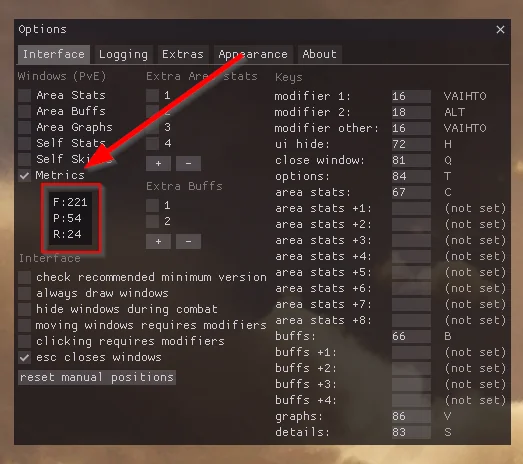 Options
Interface Logging Extras Appearance About
Windows (PvE)
Area Stats
Area Buffs
Area Graphs
Self Stats
Metrics
F:221
P:54
R:24
Interface
check recommended minimum version
always draw windows
hide windows during combat
moving windows requires modifiers
clicking requires modifiers
esc closes windows
reset manual positions
Extra Area stats
1
3
4
+ -
Extra Buffs
1
2
+ -
Keys
modifier 1: 16 VAIHTO
modifier 2: 18 ALT
modifier other: 16 VAIHTO
ui hide: 72 H
close window: 81 Q
options: 84 T
area stats: 67 C
area stats +1: (not set)
area stats +2: (not set)
area stats +3: (not set)
area stats +4: (not set)
area stats +5: (not set)
area stats +6: (not set)
area stats +7: (not set)
area stats +8: (not set)
buffs: 66 B
buffs +1: (not set)
buffs +2: (not set)
buffs +3: (not set)
buffs +4: (not set)
graphs: 86 V
details: 83 S